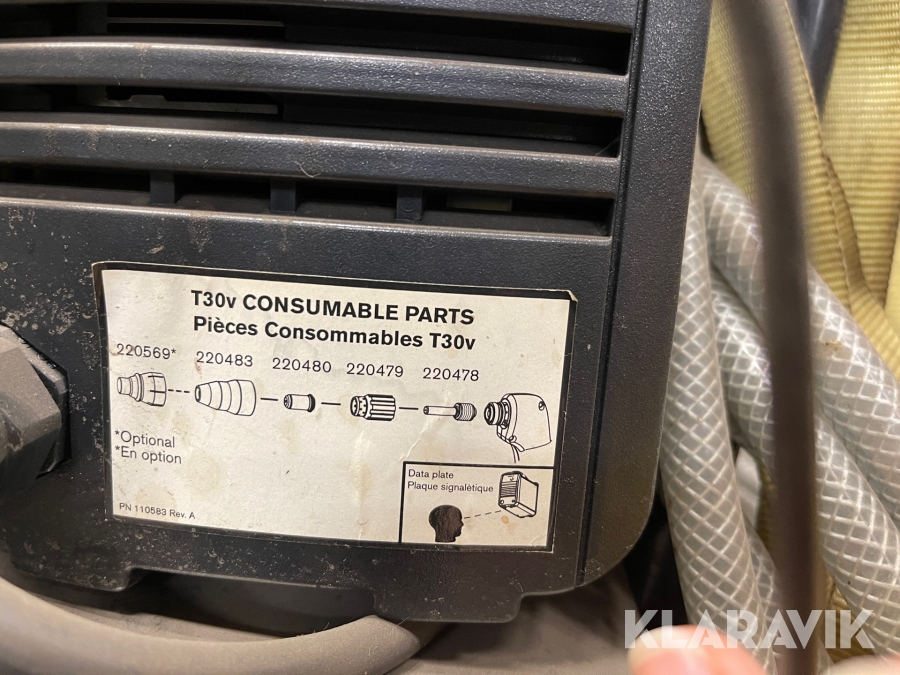 T30v CONSUMABLE PARTS
Pièces Consommables T30v
220569* 220483 220480 220479 220478
*Optional
*En option
Data plate
Plaque signalètique
PN 110583 Rev. A
KLARAVIK